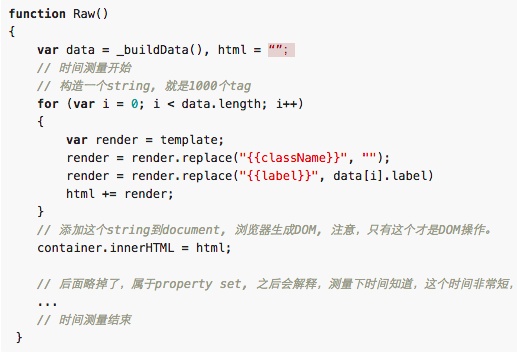 function Raw()
{
    var data = _buildData(), html = “”;
    // 时间测量开始
    // 构造一个string, 就是1000个tag
    for (var i = 0; i < data.length; i++)
    {
        var render = template;
        render = render.replace("{{className}}", "");
        render = render.replace("{{label}}", data[i].label)
        html += render;
    }
    // 添加这个string到document, 浏览器生成DOM, 注意，只有这个才是DOM操作。
    container.innerHTML = html;
    // 后面略掉了，属于property set, 之后会解释，测量下时间知道，这个时间非常短，
    ...
    // 时间测量结束
}